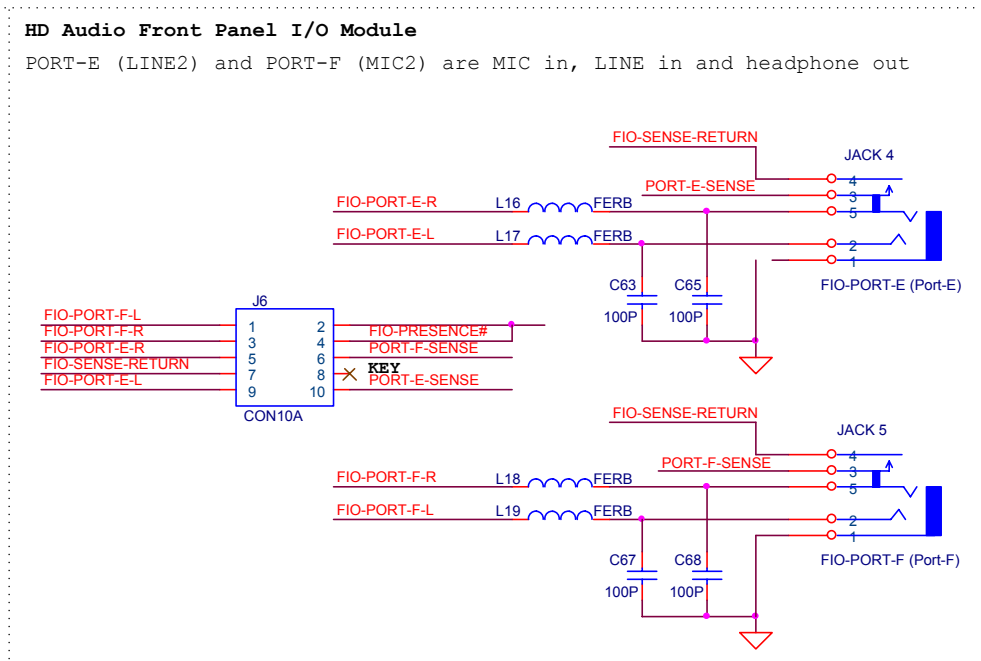 HD Audio Front Panel I/O Module
PORT-E (LINE2) and PORT-F (MIC2) are MIC in, LINE in and headphone out
FIO-SENSE-RETURN
JACK 4
4
PORT-E-SENSE
3
FIO-PORT-E-R
L16
FERB
5
FIO-PORT-E-L
L17
FERB
2
1
C63
C65
FIO-PORT-E (Port-E)
100P
100P
J6
FIO-PORT-F-L
1
2
FIO-PORT-F-R
3
4
FIO-PRESENCE#
FIO-PORT-E-R
5
6
PORT-F-SENSE
FIO-SENSE-RETURN
7
8
KEY
FIO-PORT-E-L
9
10
PORT-E-SENSE
CON10A
FIO-SENSE-RETURN
JACK 5
4
PORT-F-SENSE
3
FIO-PORT-F-R
L18
FERB
5
FIO-PORT-F-L
L19
FERB
2
1
C67
C68
FIO-PORT-F (Port-F)
100P
100P